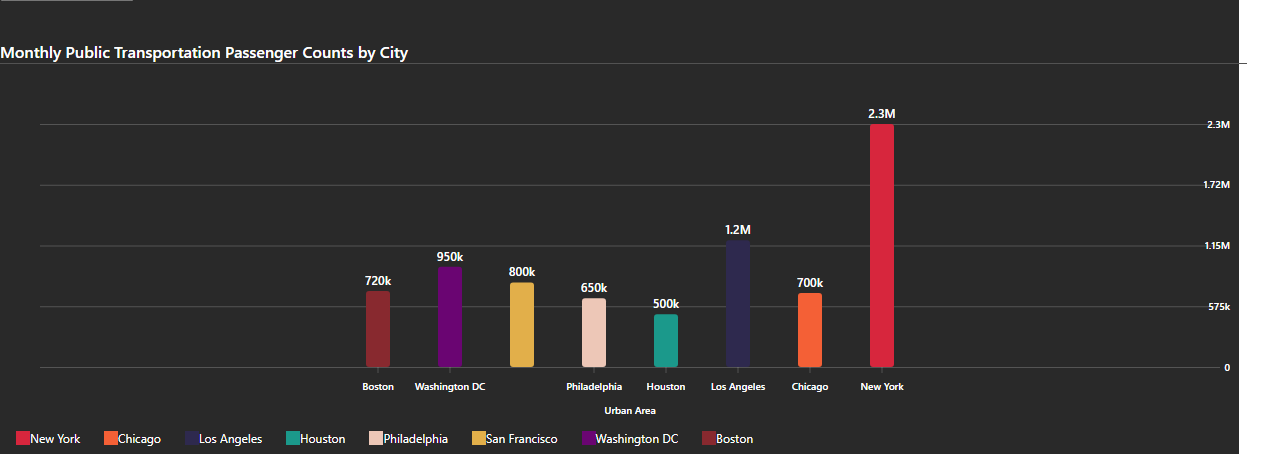 Monthly Public Transportation Passenger Counts by City
2.3M
2.3M
1.72M
1.2M
1.15M
950k
800k
720k
700k
650k
575k
500k
0
Boston Washington DC Philadelphia Houston Los Angeles Chicago New York
Urban Area
New York Chicago Los Angeles Houston Philadelphia San Francisco Washington DC Boston